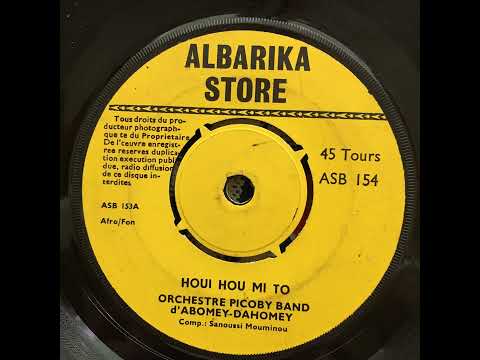 ALBARIKA
STORE
Tous droits du pro-
ducteur photograph-
que te du Proprietaire
De l'œuvre enregist-
ree reserves duplica-
tion execution publi
due, radio diffusion
de ce disque in-
terdites
45 Tours
ASB 154
ASB 153A
Afro/Fon
HOUI HOU MI TO
ORCHESTRE PICOBY BAND
d'ABOMEY-DAHOMEY
Comp.: Sanoussi Mouminou